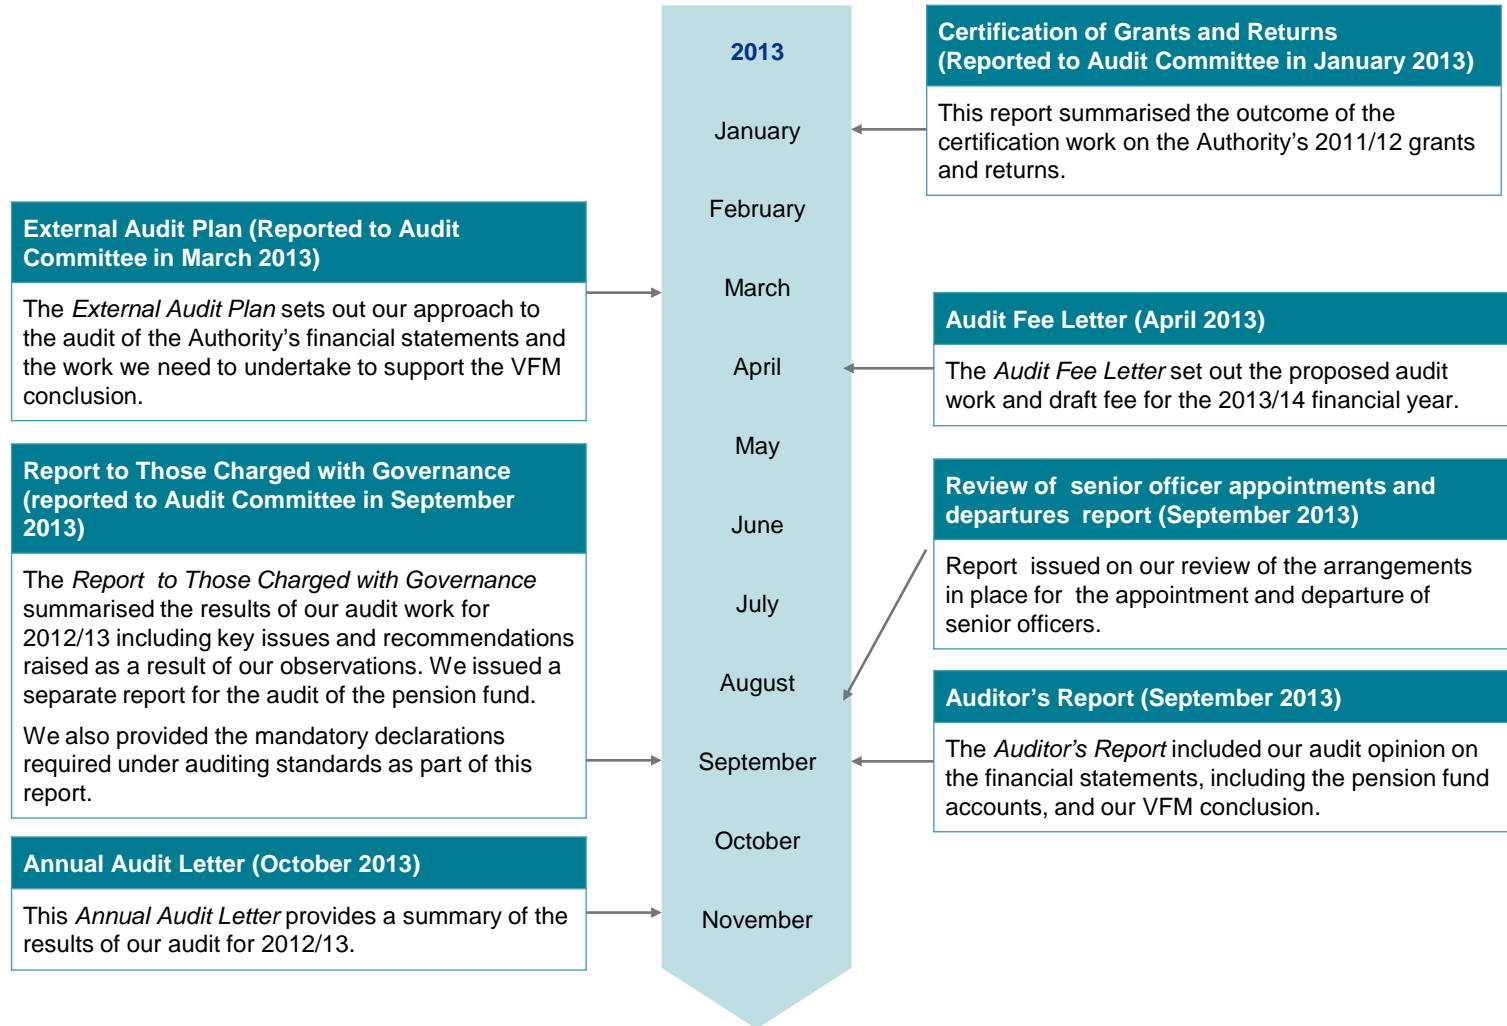 2013
January
February
March
April
May
June
July
August
September
October
November
External Audit Plan (Reported to Audit
Committee in March 2013)
The External Audit Plan sets out our approach to
the audit of the Authority's financial statements and
the work we need to undertake to support the VFM
conclusion.
Report to Those Charged with Governance
(reported to Audit Committee in September
2013)
The Report to Those Charged with Governance
summarised the results of our audit work for
2012/13 including key issues and recommendations
raised as a result of our observations. We issued a
separate report for the audit of the pension fund.
We also provided the mandatory declarations
required under auditing standards as part of this
report.
Annual Audit Letter (October 2013)
This Annual Audit Letter provides a summary of the
results of our audit for 2012/13.
Certification of Grants and Returns
(Reported to Audit Committee in January 2013)
This report summarised the outcome of the
certification work on the Authority's 2011/12 grants
and returns.
Audit Fee Letter (April 2013)
The Audit Fee Letter set out the proposed audit
work and draft fee for the 2013/14 financial year.
Review of senior officer appointments and
departures report (September 2013)
Report issued on our review of the arrangements
in place for the appointment and departure of
senior officers.
Auditor's Report (September 2013)
The Auditor's Report included our audit opinion on
the financial statements, including the pension fund
accounts, and our VFM conclusion.